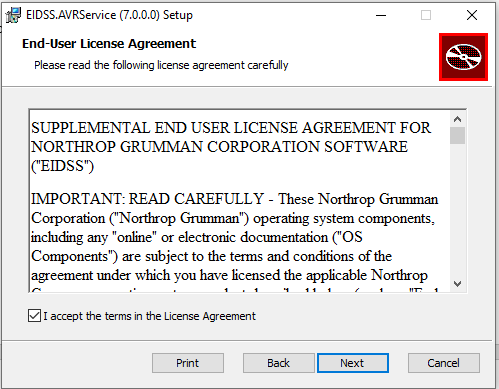 EIDSS.AVRService (7.0.0.0) Setup
End-User License Agreement
Please read the following license agreement carefully
SUPPLEMENTAL END USER LICENSE AGREEMENT FOR
NORTHROP GRUMMAN CORPORATION SOFTWARE
("EIDSS")
IMPORTANT: READ CAREFULLY - These Northrop Grumman
Corporation ("Northrop Grumman") operating system components,
including any "online" or electronic documentation ("OS
Components") are subject to the terms and conditions of the
agreement under which you have licensed the applicable Northrop
I accept the terms in the License Agreement
Print
Back
Next
Cancel